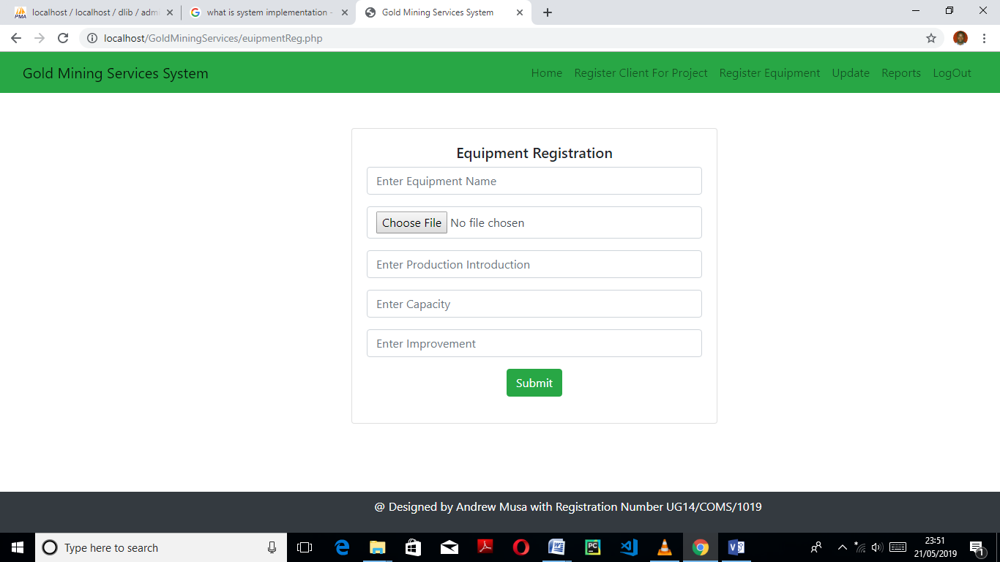 localhost / localhost / dlib / adm
what is system implementation -
Gold Mining Services System
localhost/GoldMiningServices/euipmentReg.php
Gold Mining Services System
Home Register Client For Project Register Equipment Update Reports LogOut
Equipment Registration
Enter Equipment Name
Choose File No file chosen
Enter Production Introduction
Enter Capacity
Enter Improvement
Submit
@ Designed by Andrew Musa with Registration Number UG14/COMS/1019
Type here to search
23:51
21/05/2019
1